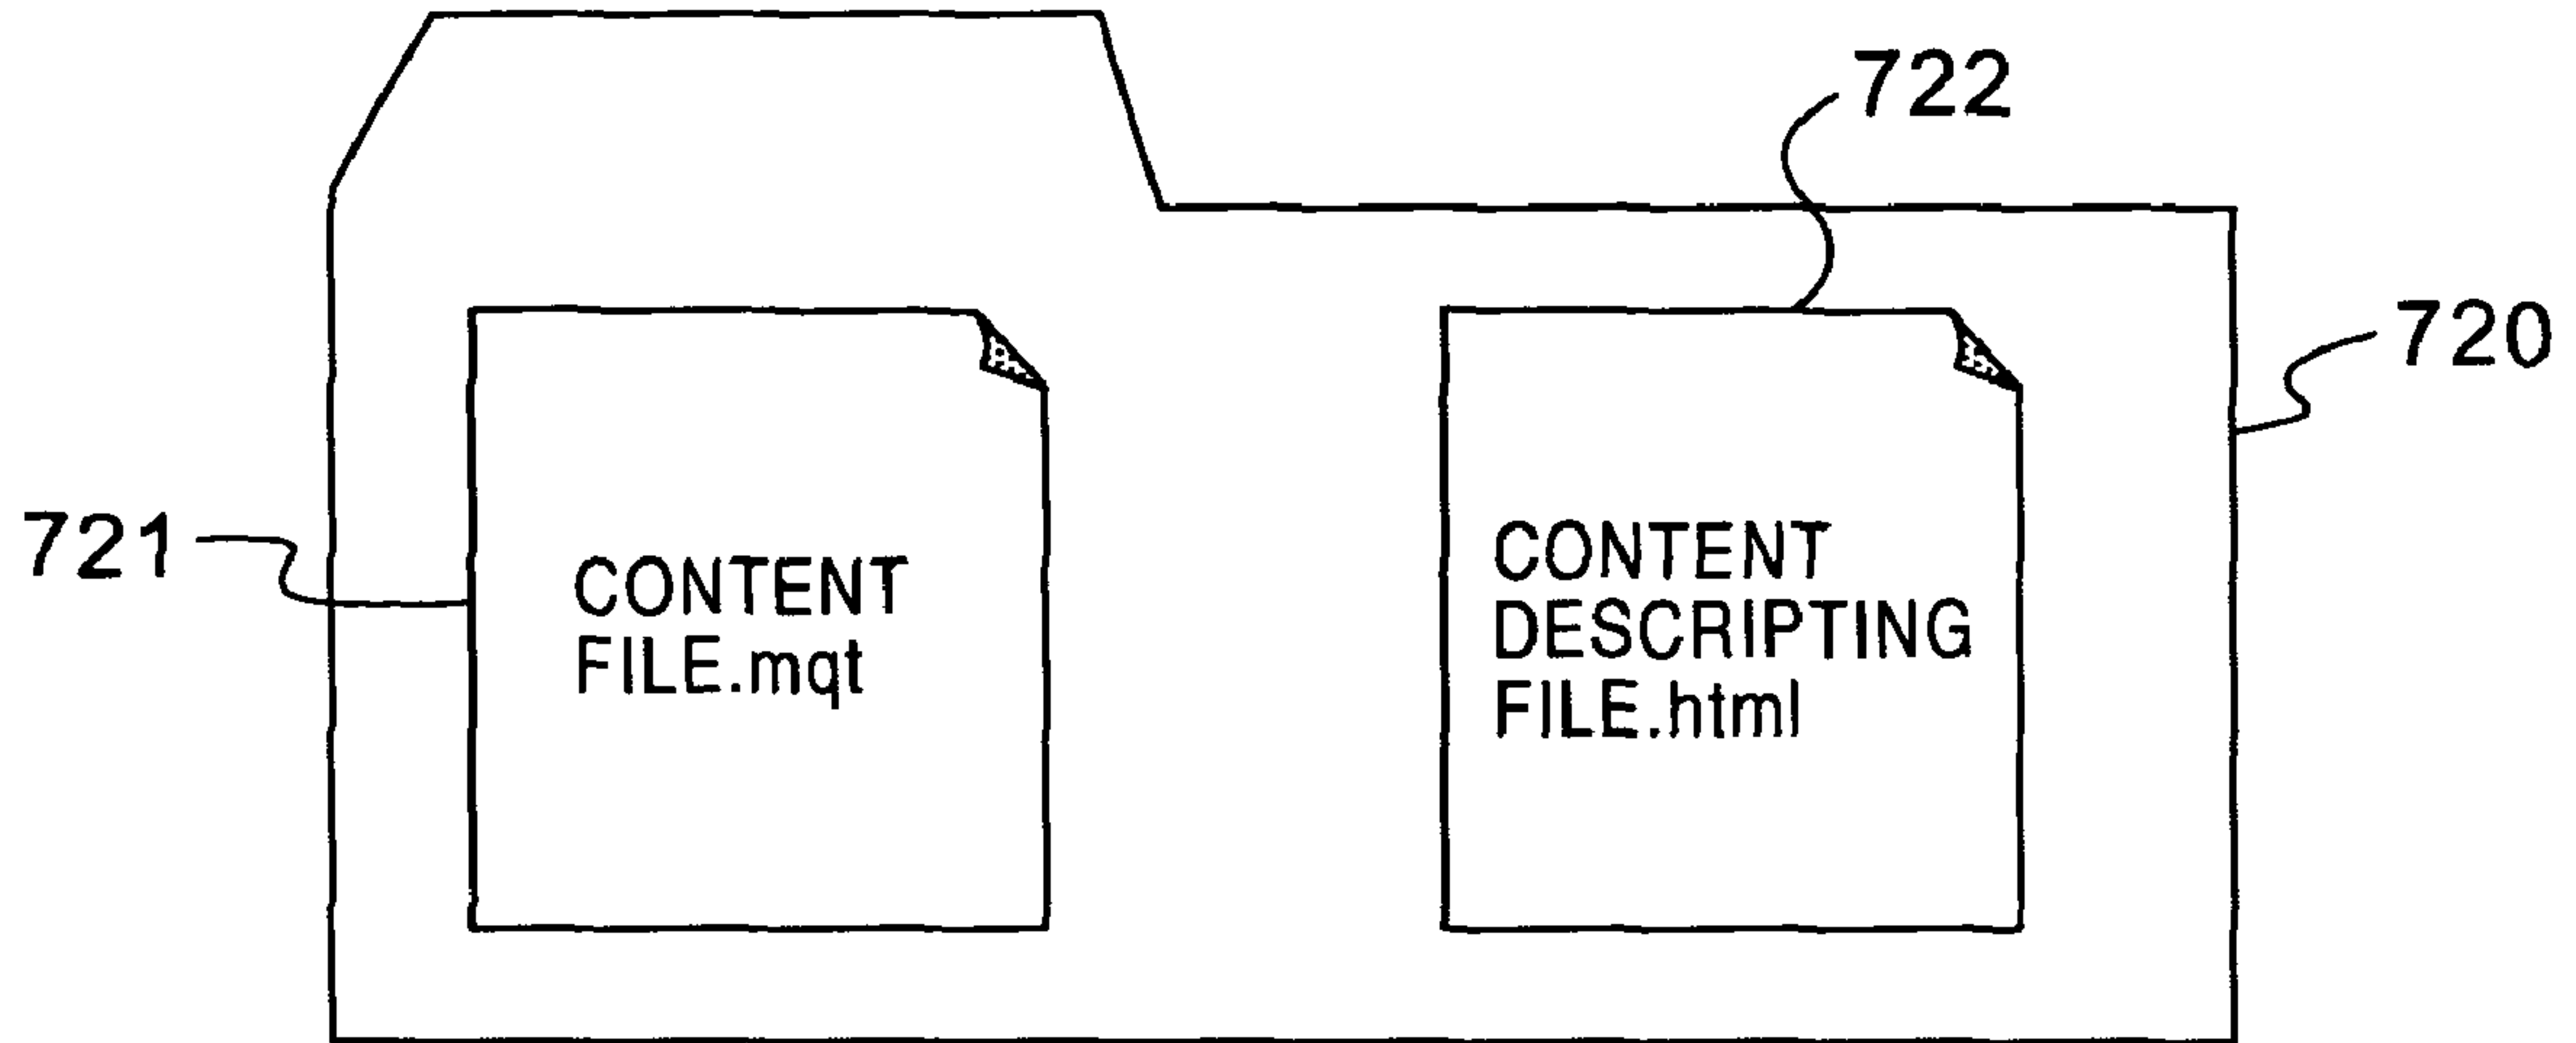 722
720
721
CONTENT
FILE.mqt
CONTENT
DESCRIPTING
FILE.html